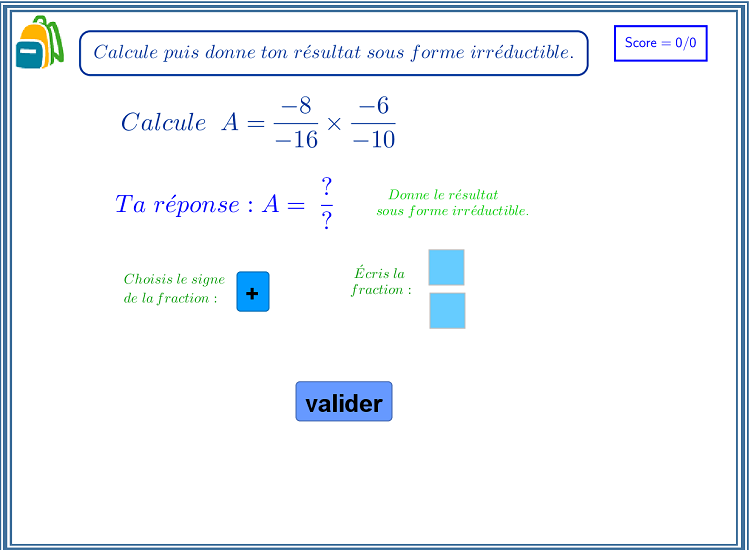 Calcule puis donne ton résultat sous forme irréductible.
Score = 0/0
Calcule A = \frac{-8}{-16} × \frac{-6}{-10}
Ta réponse : A = \frac{?}{?}
Donne le résultat
sous forme irréductible.
Choisis le signe
de la fraction :
+
Écris la
fraction :
valider